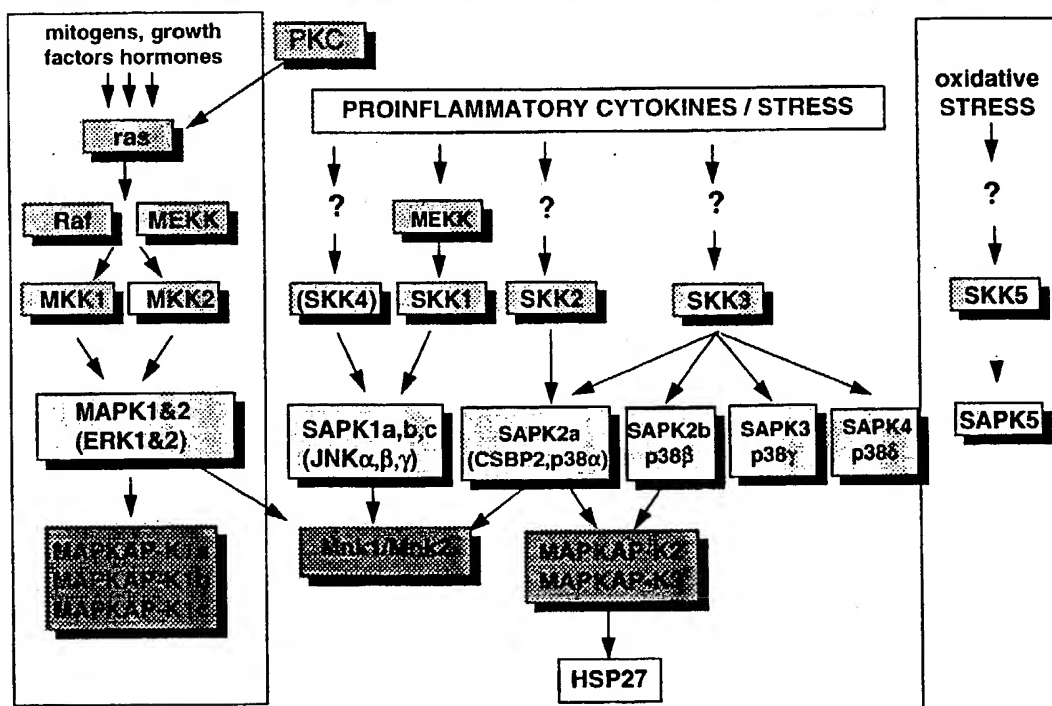 mitogens, growth
factors hormones
PKC
ras
Raf
MEKK
MKK1
MKK2
MAPK1&2
(ERK1&2)
MAPKAP-K1a
MAPKAP-K1b
MAPKAP-K1c
PROINFLAMMATORY CYTOKINES / STRESS
?
MEKK
?
?
(SKK4)
SKK1
SKK2
SKK3
SAPK1a,b,c
(JNKα,β,γ)
SAPK2a
(CSBP2,p38α)
SAPK2b
p38β
SAPK3
p38γ
SAPK4
p38δ
Mnk1/Mnk2
MAPKAP-K2
MAPKAP-K3
HSP27
oxidative
STRESS
?
SKK5
SAPK5